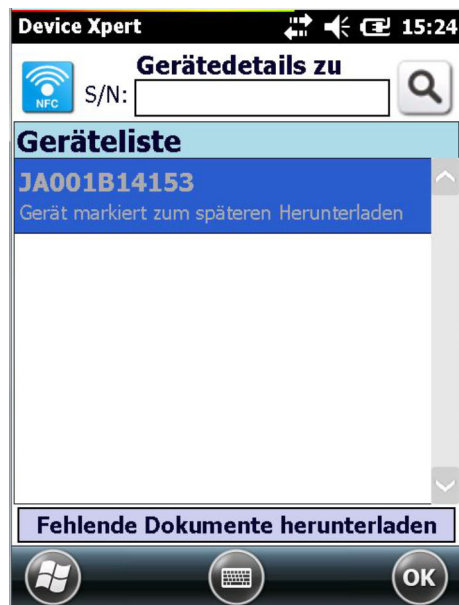 Device Xpert 15:24
Gerätedetails zu
NFC S/N:
Geräteliste
JA001B14153
Gerät markiert zum späteren Herunterladen
Fehlende Dokumente herunterladen
OK